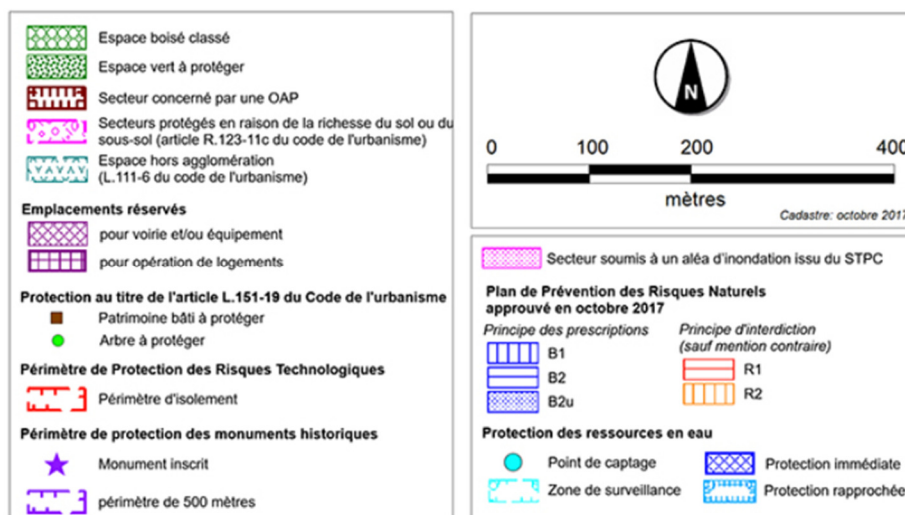 Espace boisé classé
Espace vert à protéger
Secteur concerné par une OAP
Secteurs protégés en raison de la richesse du sol ou du
sous-sol (article R.123-11c du code de l'urbanisme)
Espace hors agglomération
(L.111-6 du code de l'urbanisme)
Emplacements réservés
pour voirie et/ou équipement
pour opération de logements
Protection au titre de l'article L.151-19 du Code de l'urbanisme
Patrimoine bâti à protéger
Arbre à protéger
Périmètre de Protection des Risques Technologiques
Périmètre d'isolement
Périmètre de protection des monuments historiques
Monument inscrit
périmètre de 500 mètres
N
0 100 200 400
mètres
Cadastre: octobre 2017
Secteur soumis à un aléa d'inondation issu du STPC
Plan de Prévention des Risques Naturels
approuvé en octobre 2017
Principe des prescriptions
B1
B2
B2u
Principe d'interdiction
(sauf mention contraire)
R1
R2
Protection des ressources en eau
Point de captage
Protection immédiate
Zone de surveillance
Protection rapprochée